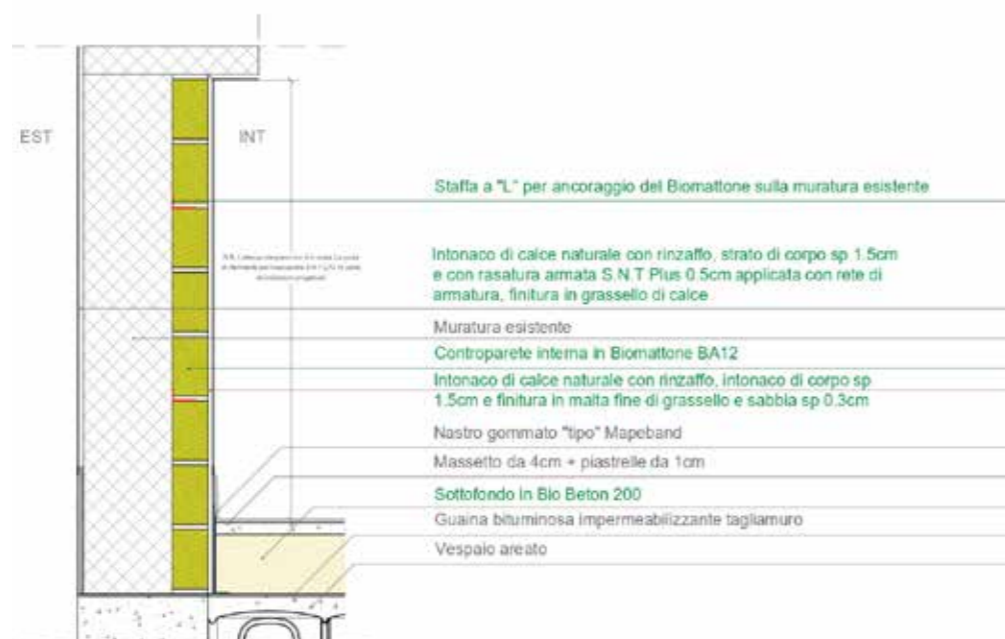 EST
INT
Staffa a "L" per ancoraggio del Biomattone sulla muratura esistente
Intonaco di calce naturale con rinzaffo, strato di corpo sp 1.5cm
e con rasatura armata S.N.T Plus 0.5cm applicata con rete di
armatura, finitura in grassello di calce
Muratura esistente
Controparete interna in Biomattone BA12
Intonaco di calce naturale con rinzaffo, intonaco di corpo sp
1.5cm e finitura in malta fine di grassello e sabbia sp 0.3cm
Nastro gommato "tipo" Mapeband
Massetto da 4cm + piastrelle da 1cm
Sottofondo in Bio Beton 200
Guaina bituminosa impermeabilizzante tagliamuro
Vespaio areato